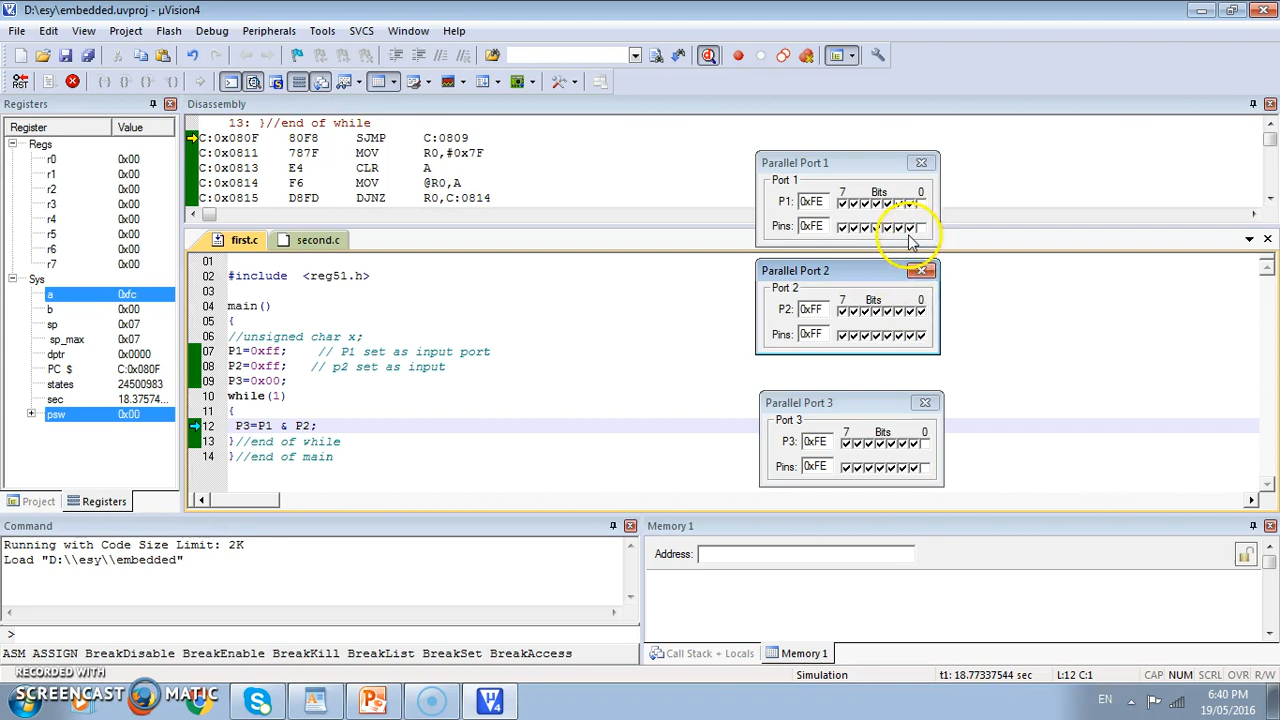 D:\esy\embedded.uvproj - µVision4
File Edit View Project Flash Debug Peripherals Tools SVCS Window Help
Registers
Register Value
Regs
r0 0x00
r1 0x00
r2 0x00
r3 0x00
r4 0x00
r5 0x00
r6 0x00
r7 0x00
Sys
a 0xfc
b 0x00
sp 0x07
sp_max 0x07
dptr 0x0000
PC $ C:0x080F
states 24500983
sec 18.37574...
psw 0x00
Project Registers
Disassembly
13: }//end of while
C:0x080F 80F8 SJMP C:0809
C:0x0811 787F MOV R0,#0x7F
C:0x0813 E4 CLR A
C:0x0814 F6 MOV @R0,A
C:0x0815 D8FD DJNZ R0,C:0814
first.c second.c
01
02 #include <reg51.h>
03
04 main()
05 {
06 //unsigned char x;
07 P1=0xff; // P1 set as input port
08 P2=0xff; // p2 set as input
09 P3=0x00;
10 while(1)
11 {
12 P3=P1 & P2;
13 }//end of while
14 }//end of main
Parallel Port 1
Port 1
7 Bits 0
P1: 0xFE
Pins: 0xFE
Parallel Port 2
Port 2
7 Bits 0
P2: 0xFF
Pins: 0xFF
Parallel Port 3
Port 3
7 Bits 0
P3: 0xFE
Pins: 0xFE
Command
Running with Code Size Limit: 2K
Load "D:\\esy\\embedded"
>
ASM ASSIGN BreakDisable BreakEnable BreakKill BreakList BreakSet BreakAccess
Memory 1
Address:
Call Stack + Locals Memory 1
Simulation t1: 18.77337544 sec L:12 C:1 CAP NUM SCRL OVR R/W
RECORDED WITH
SCREENCAST MATIC
EN
6:40 PM
19/05/2016